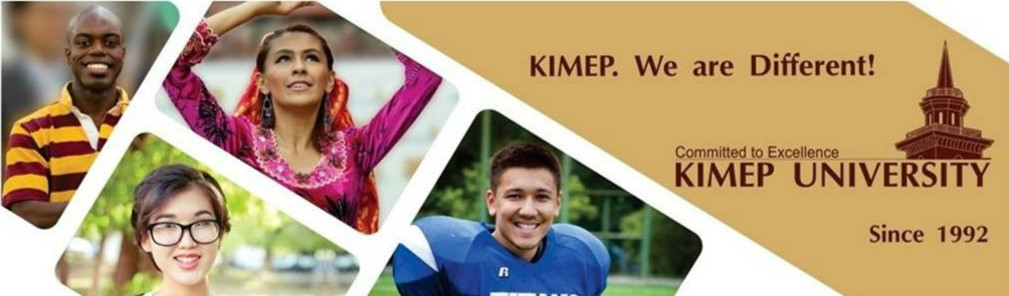 KIMEP. We are Different!
Committed to Excellence
KIMEP UNIVERSITY
Since 1992
R